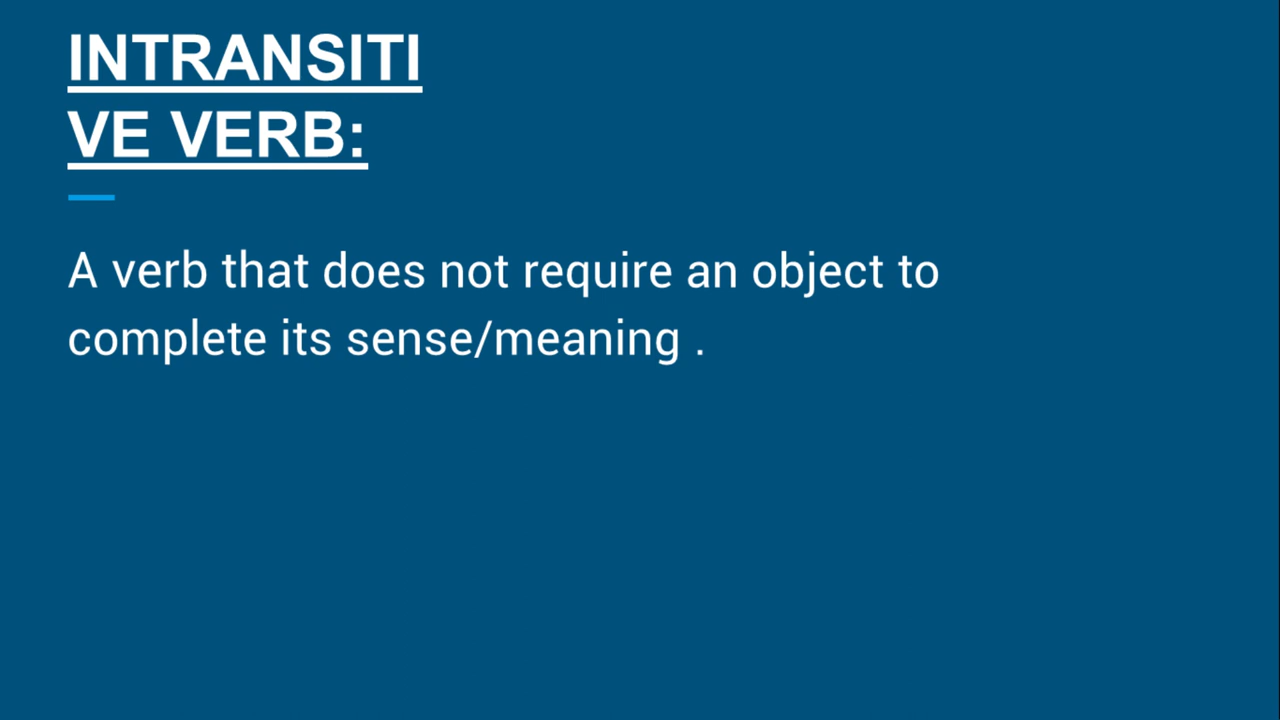 INTRANSITI
VE VERB:
A verb that does not require an object to
complete its sense/meaning .